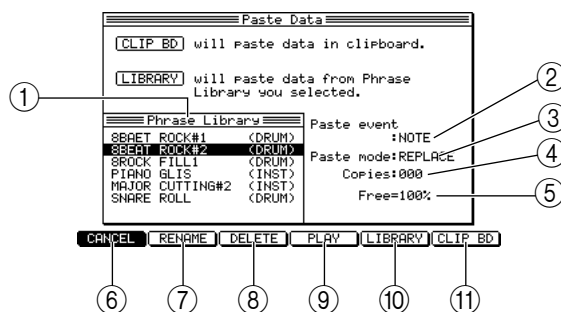 Paste Data
CLIP BD will paste data in clipboard.
LIBRARY will paste data from Phrase
Library you selected.
① ②
Phrase Library
Paste event
:NOTE
8BAET ROCK#1 (DRUM)
③
8BEAT ROCK#2 (DRUM)
Paste mode:REPLACE
8ROCK FILL1 (DRUM)
④
PIANO GLIS (INST)
Copies:000
MAJOR CUTTING#2 (INST)
⑤
SNARE ROLL (DRUM)
Free=100%
CANCEL RENAME DELETE PLAY LIBRARY CLIP BD
⑥ ⑦ ⑧ ⑨ ⑩ ⑪